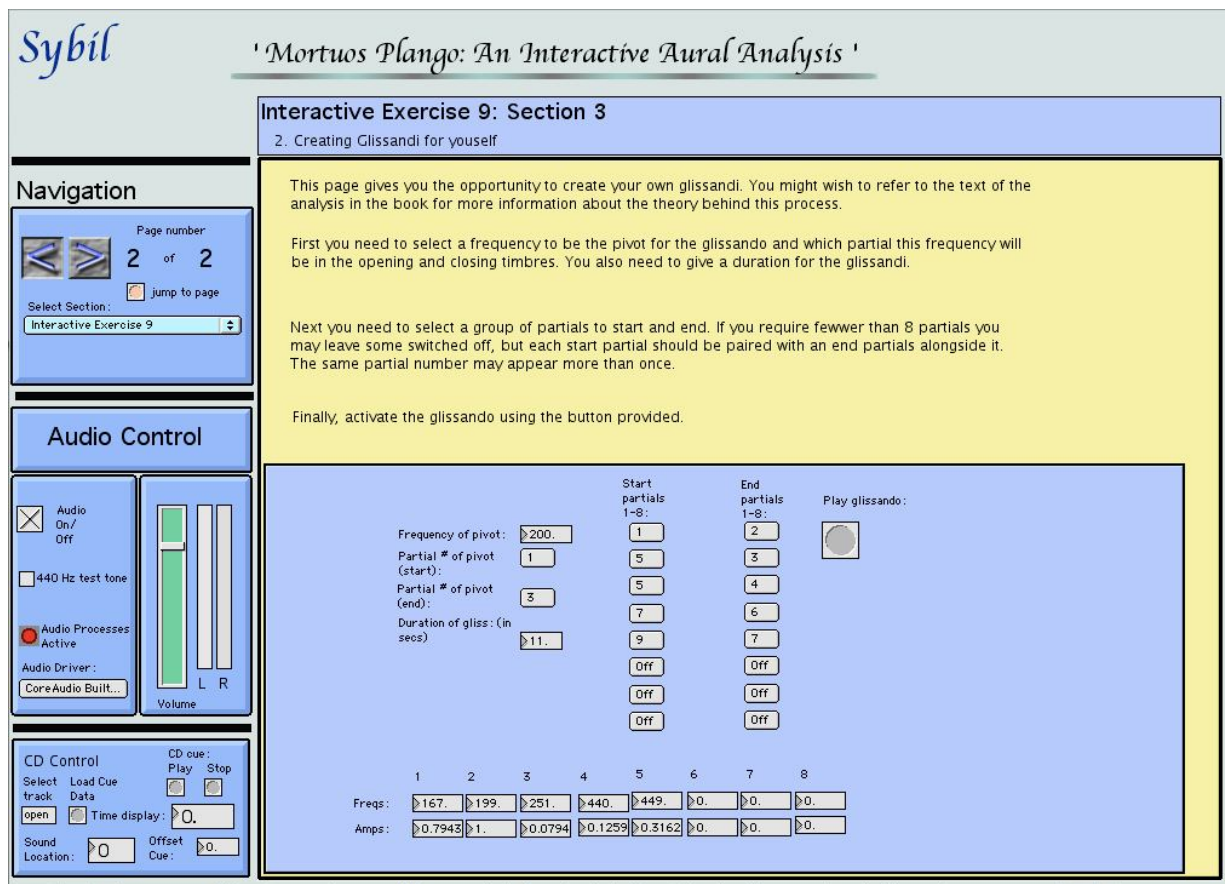 Sybil
' Mortuos Plango: An Interactive Aural Analysis '
Interactive Exercise 9: Section 3
2. Creating Glissandi for youself
Navigation
Page number
2 of 2
jump to page
Select Section:
Interactive Exercise 9
This page gives you the opportunity to create your own glissandi. You might wish to refer to the text of the
analysis in the book for more information about the theory behind this process.
First you need to select a frequency to be the pivot for the glissando and which partial this frequency will
be in the opening and closing timbres. You also need to give a duration for the glissandi.
Next you need to select a group of partials to start and end. If you require fewwer than 8 partials you
may leave some switched off, but each start partial should be paired with an end partials alongside it.
The same partial number may appear more than once.
Finally, activate the glissando using the button provided.
Audio Control
Audio
On/
Off
440 Hz test tone
Audio Processes
Active
Audio Driver:
CoreAudio Built...
L R
Volume
CD Control
CD cue:
Play Stop
Select
track
Load Cue
Data
open
Time display: 0.
Sound
Location: 0
Offset
Cue: 0.
Frequency of pivot: 200.
Partial # of pivot
(start): 1
Partial # of pivot
(end): 3
Duration of gliss: (in
secs) 11.
Start
partials
1-8:
1
5
5
7
9
Off
Off
Off
End
partials
1-8:
2
3
4
6
7
Off
Off
Off
Play glissando:
1 2 3 4 5 6 7 8
Freqs: 167. 199. 251. 440. 449. 0. 0. 0.
Amps: 0.7943 1. 0.0794 0.1259 0.3162 0. 0. 0.